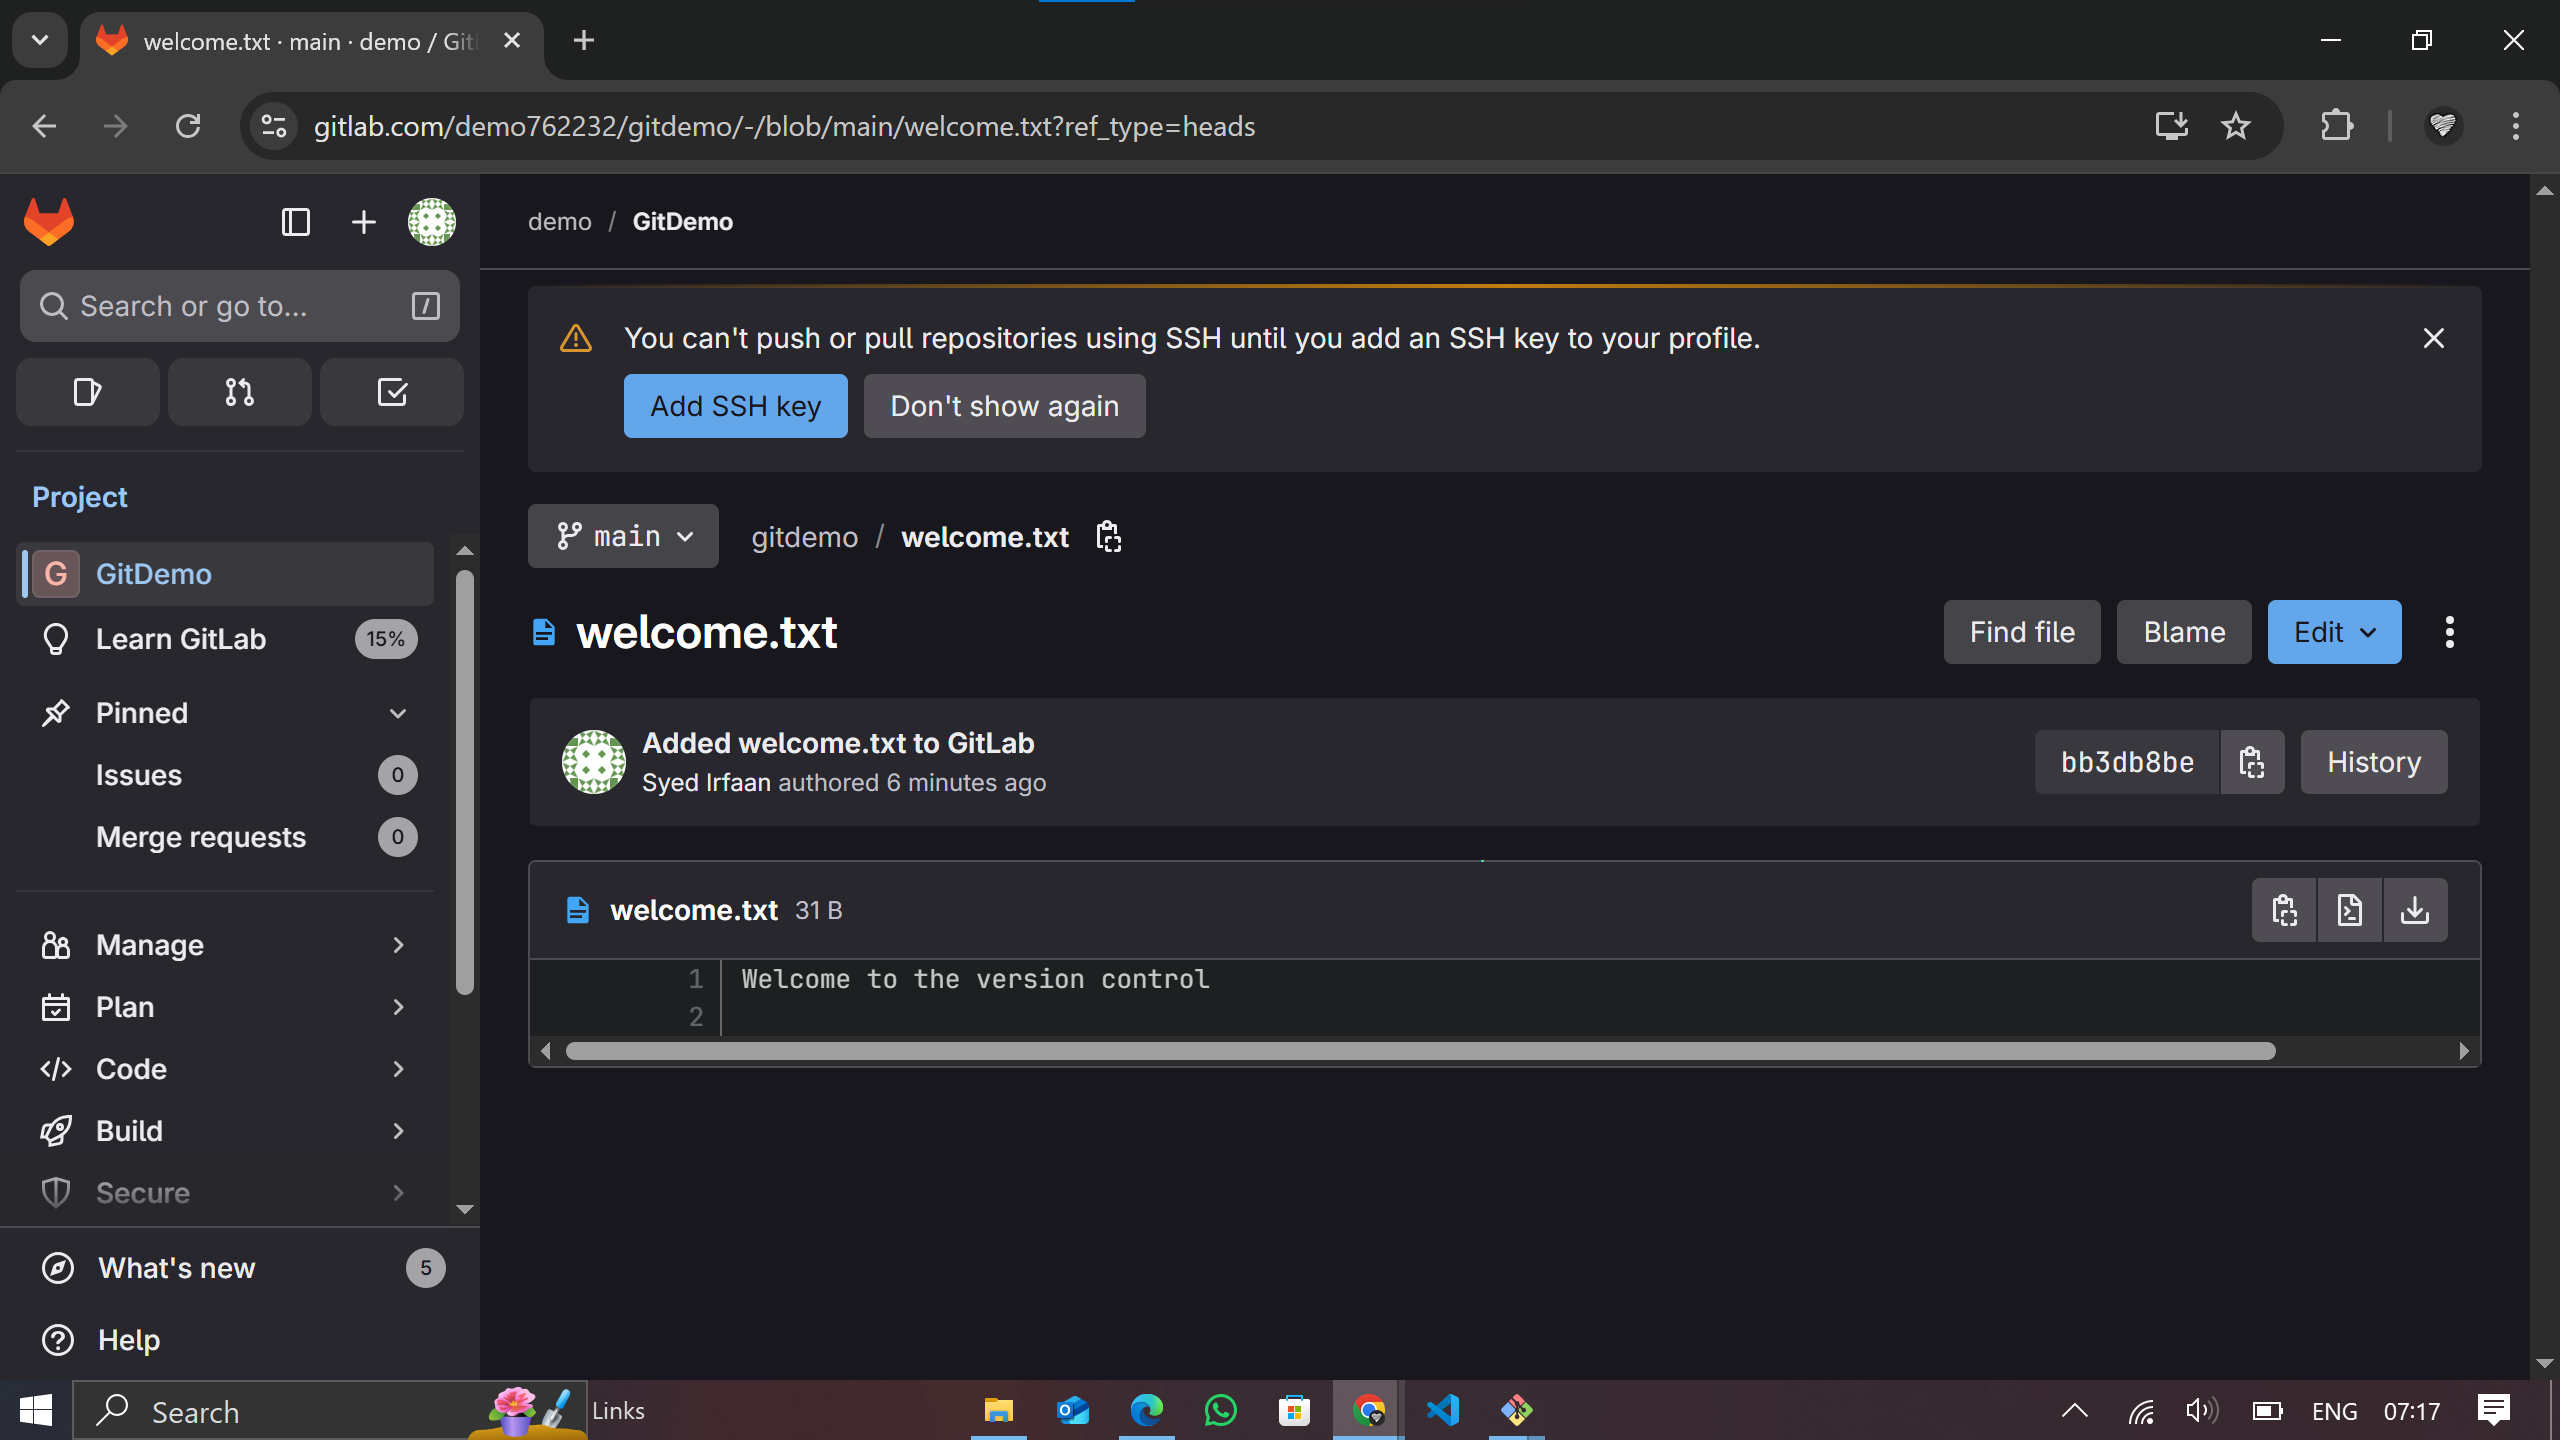 welcome.txt · main · demo / Git
gitlab.com/demo762232/gitdemo/-/blob/main/welcome.txt?ref_type=heads
Search or go to...
/
Project
G GitDemo
Learn GitLab 15%
Pinned
Issues 0
Merge requests 0
Manage
Plan
Code
Build
Secure
What's new 5
Help
demo / GitDemo
You can't push or pull repositories using SSH until you add an SSH key to your profile.
Add SSH key Don't show again
main gitdemo / welcome.txt
welcome.txt Find file Blame Edit
Added welcome.txt to GitLab
Syed Irfaan authored 6 minutes ago
bb3db8be History
welcome.txt 31 B
1 Welcome to the version control
2
Search Links ENG 07:17